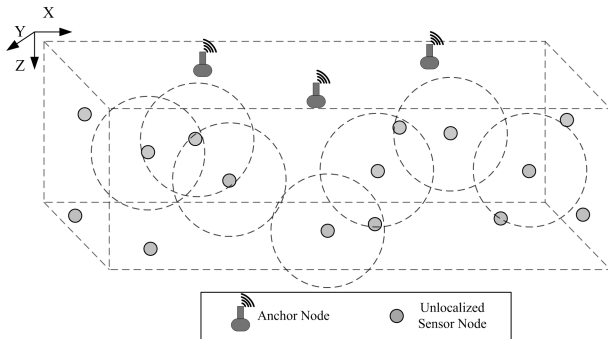 X
Y
Z
Anchor Node
Unlocalized
Sensor Node